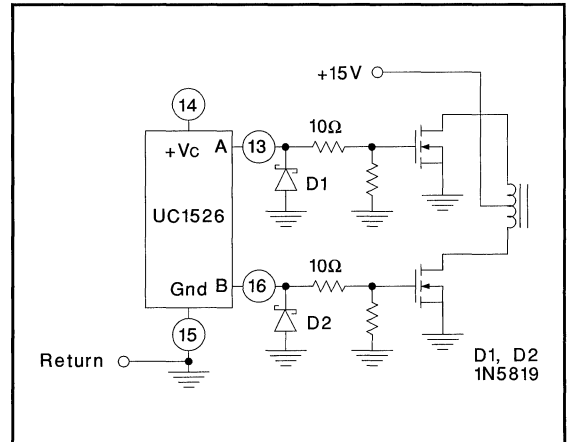 +15V
14
10Ω
+Vc A 13
D1
UC1526
10Ω
Gnd B 16
D2
15
Return
D1, D2
1N5819